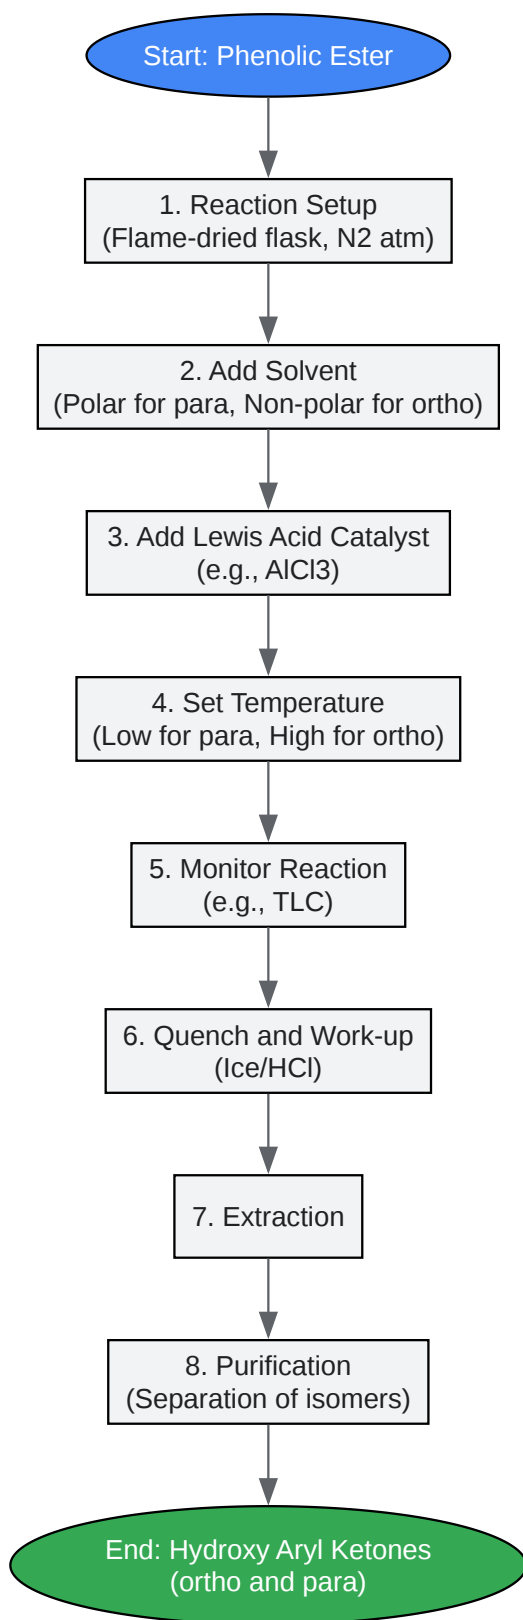 Start: Phenolic Ester
1. Reaction Setup
(Flame-dried flask, N2 atm)
2. Add Solvent
(Polar for para, Non-polar for ortho)
3. Add Lewis Acid Catalyst
(e.g., AlCl3)
4. Set Temperature
(Low for para, High for ortho)
5. Monitor Reaction
(e.g., TLC)
6. Quench and Work-up
(Ice/HCl)
7. Extraction
8. Purification
(Separation of isomers)
End: Hydroxy Aryl Ketones
(ortho and para)